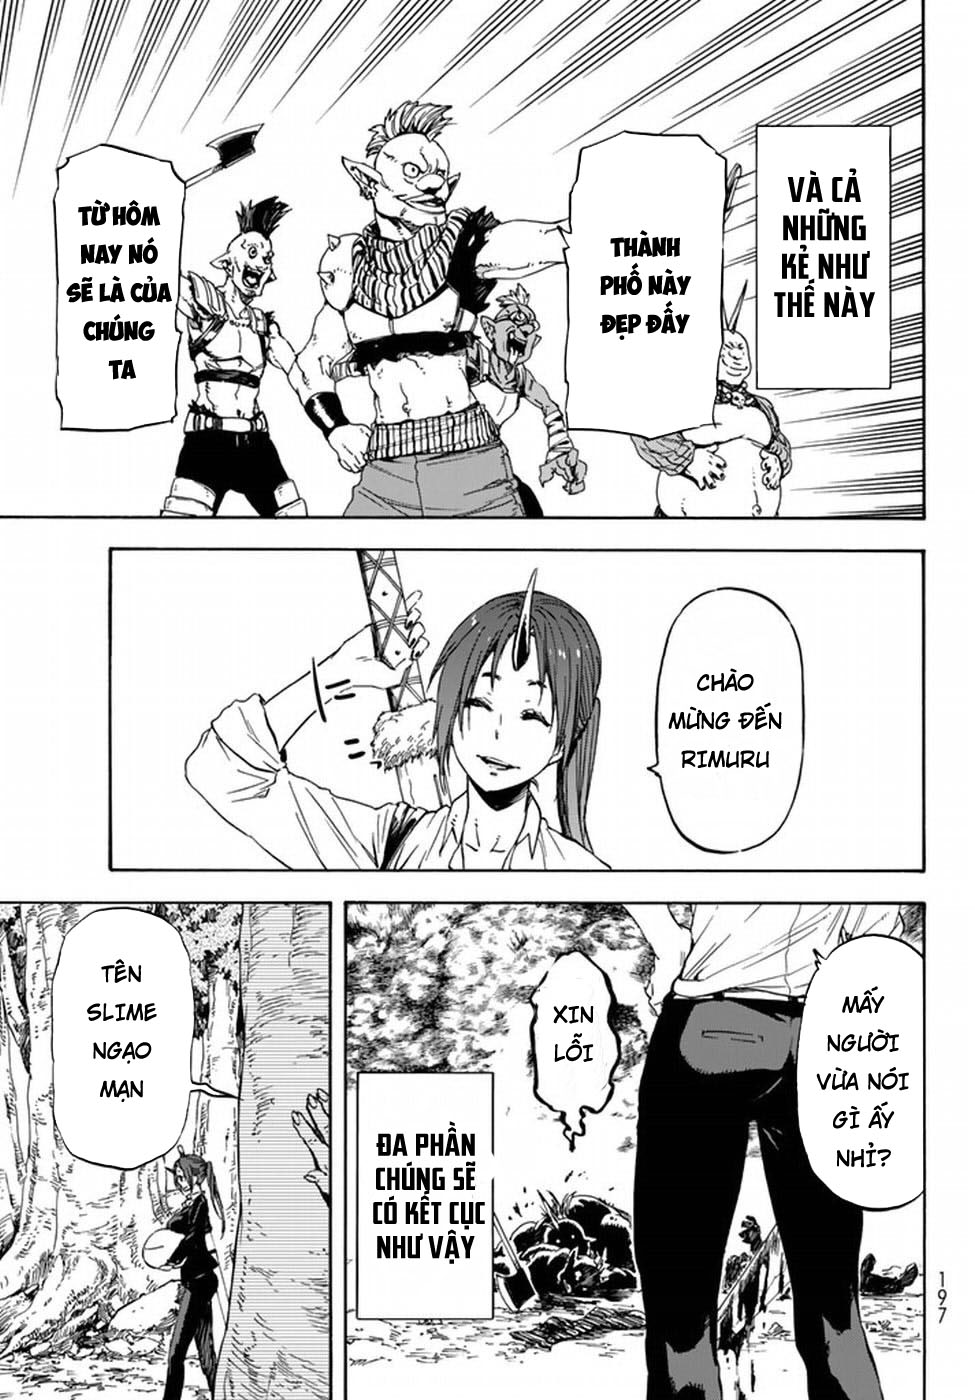 VÀ CẢ
NHỮNG
KẺ NHƯ
THẾ NÀY
THÀNH
PHỐ NÀY
ĐẸP ĐẤY
TỪ HÔM
NAY NÓ
SẼ LÀ CỦA
CHÚNG
TA
CHÀO
MỪNG ĐẾN
RIMURU
MẤY
NGƯỜI
VỪA NÓI
GÌ ẤY
NHỈ?
XIN
LỖI
ĐA PHẦN
CHÚNG SẼ
CÓ KẾT CỤC
NHƯ VẬY
TÊN
SLIME
NGẠO
MẠN
197